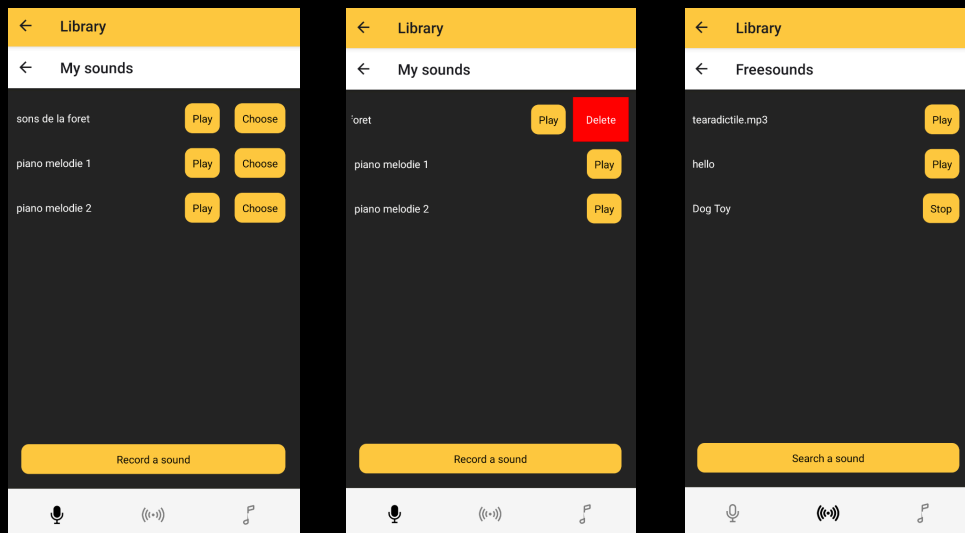 Library
My sounds
sons de la foret Play Choose
piano melodie 1 Play Choose
piano melodie 2 Play Choose
Record a sound
Library
My sounds
foret Play Delete
piano melodie 1 Play
piano melodie 2 Play
Record a sound
Library
Freesounds
tearadictile.mp3 Play
hello Play
Dog Toy Stop
Search a sound